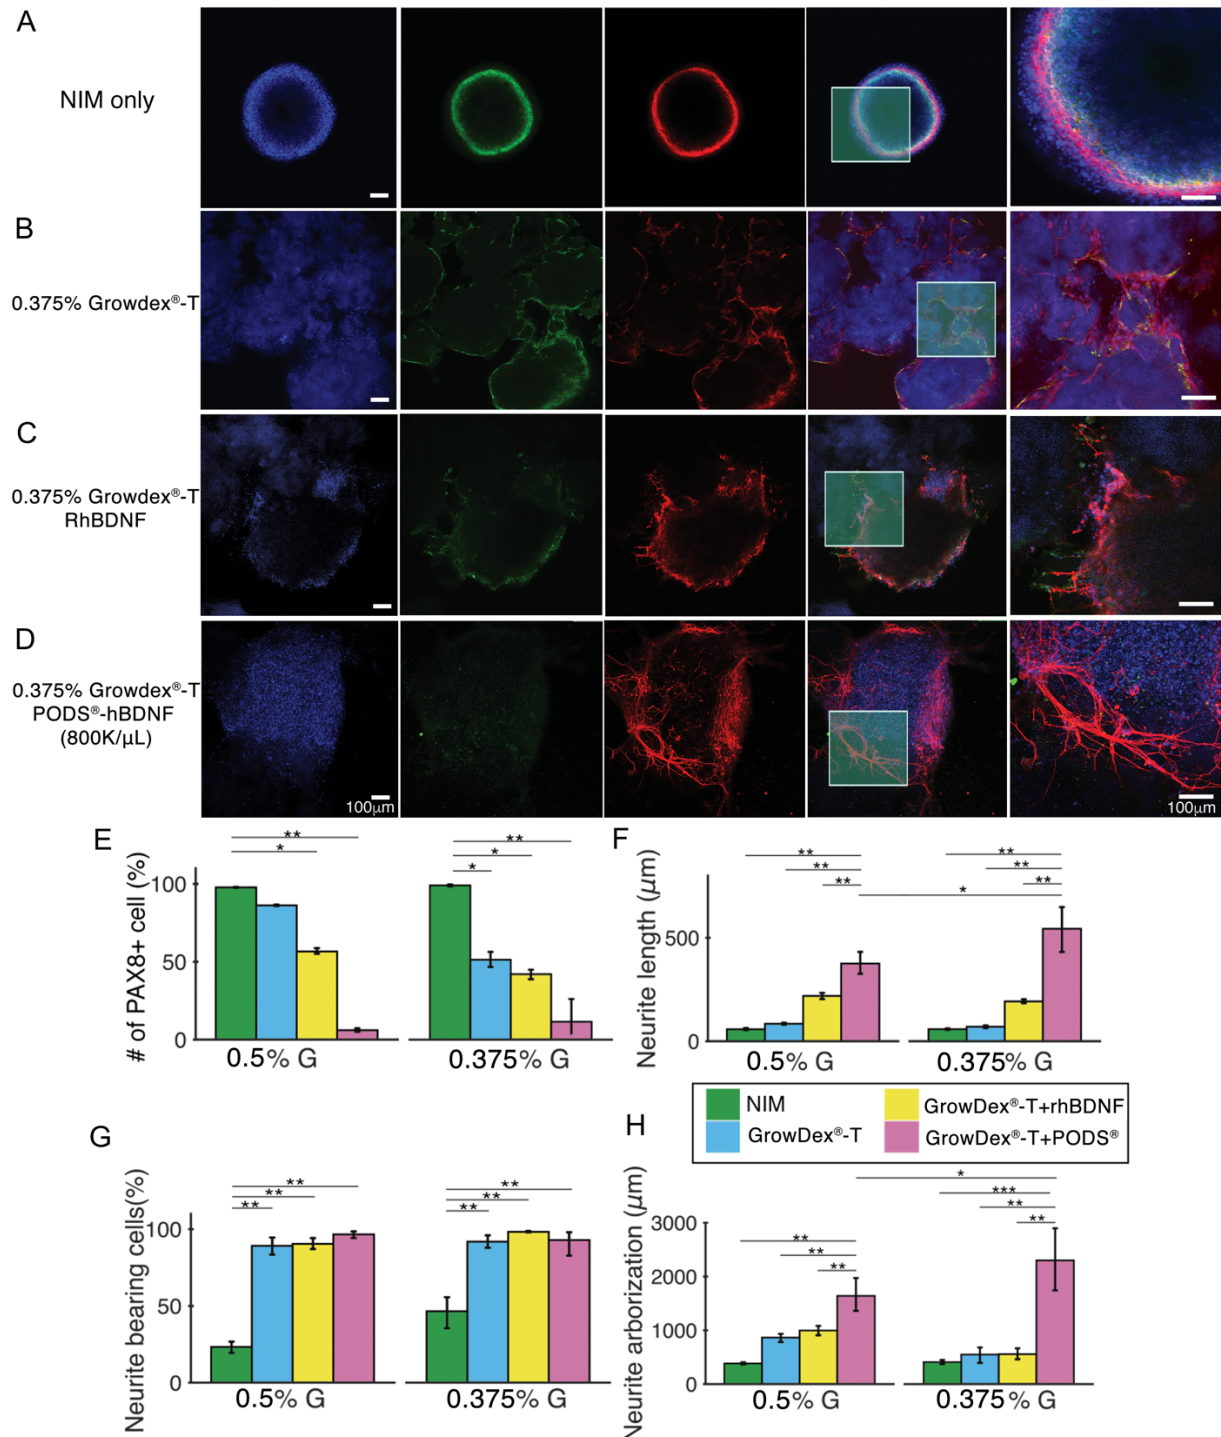 A
NIM only
B
0.375% Growdex®-T
C
0.375% Growdex®-T
RhBDNF
D
0.375% Growdex®-T
PODS®-hBDNF
(800K/µL)
100µm
100µm
E
# of PAX8+ cell (%)
100
50
0
**
*
0.5% G
**
*
*
0.375% G
F
Neurite length (µm)
500
0
**
**
**
*
0.5% G
**
**
**
0.375% G
NIM
GrowDex®-T
GrowDex®-T+rhBDNF
GrowDex®-T+PODS®
G
Neurite bearing cells(%)
100
50
0
**
**
**
0.5% G
**
**
**
0.375% G
H
Neurite arborization (µm)
3000
2000
1000
0
**
**
**
0.5% G
*
***
**
**
0.375% G